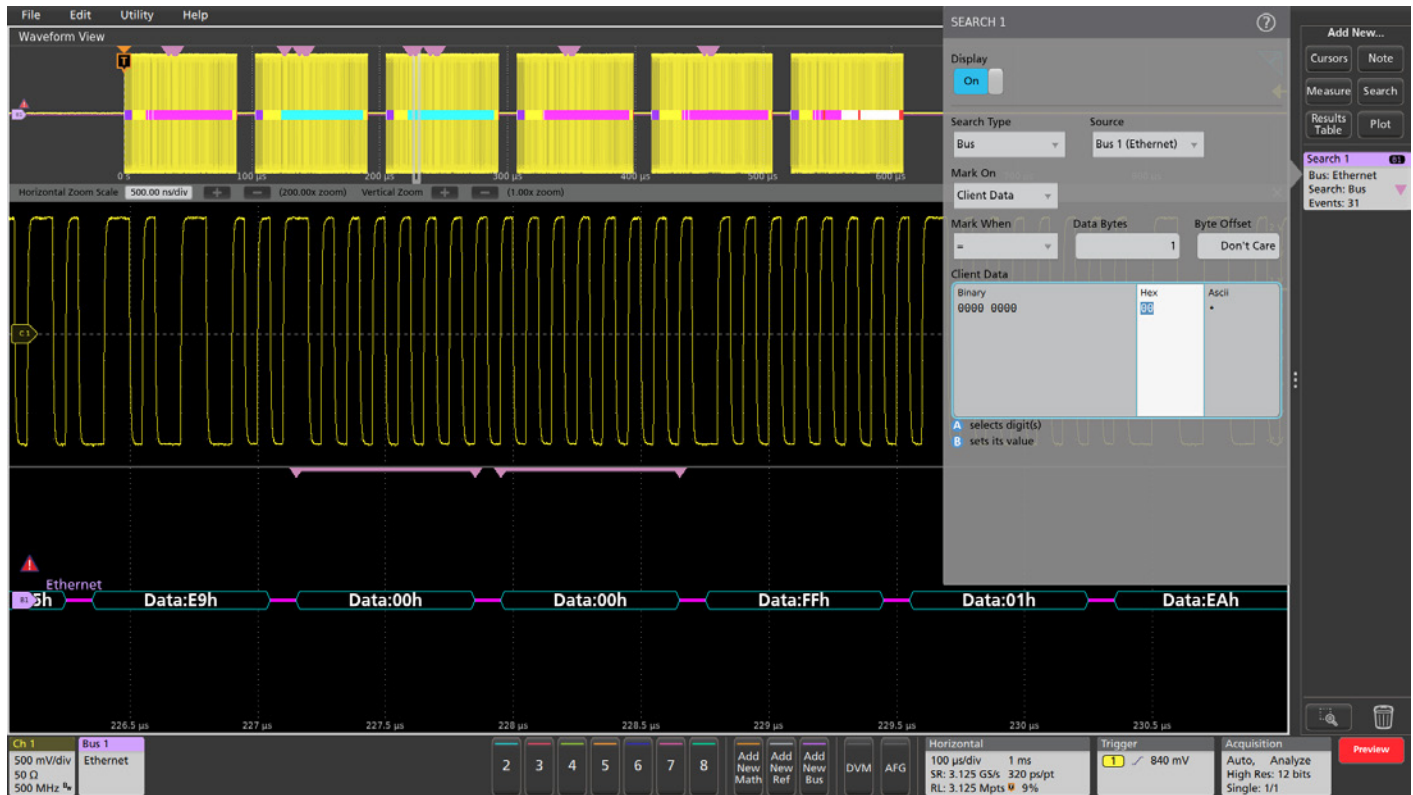 File Edit Utility Help
Waveform View
T
B1
0 s 100 µs 200 µs 300 µs 400 µs 500 µs 600 µs
Horizontal Zoom Scale 500.00 ns/div + − (200.00x zoom) Vertical Zoom + − (1.00x zoom)
C1
Ethernet
B1 5h Data:E9h Data:00h Data:00h Data:FFh Data:01h Data:EAh
226.5 µs 227 µs 227.5 µs 228 µs 228.5 µs 229 µs 229.5 µs 230 µs 230.5 µs
SEARCH 1 ?
Display
On
Search Type Source
Bus Bus 1 (Ethernet)
Mark On
Client Data
Mark When Data Bytes Byte Offset
= 1 Don't Care
Client Data
Binary Hex Ascii
0000 0000 00 •
A selects digit(s)
B sets its value
Add New...
Cursors Note
Measure Search
Results Table Plot
Search 1 B1
Bus: Ethernet
Search: Bus
Events: 31
Ch 1
500 mV/div
50 Ω
500 MHz
Bus 1
Ethernet
2 3 4 5 6 7 8
Add New Math
Add New Ref
Add New Bus
DVM AFG
Horizontal
100 µs/div 1 ms
SR: 3.125 GS/s 320 ps/pt
RL: 3.125 Mpts 9%
Trigger
1 840 mV
Acquisition
Auto, Analyze
High Res: 12 bits
Single: 1/1
Preview